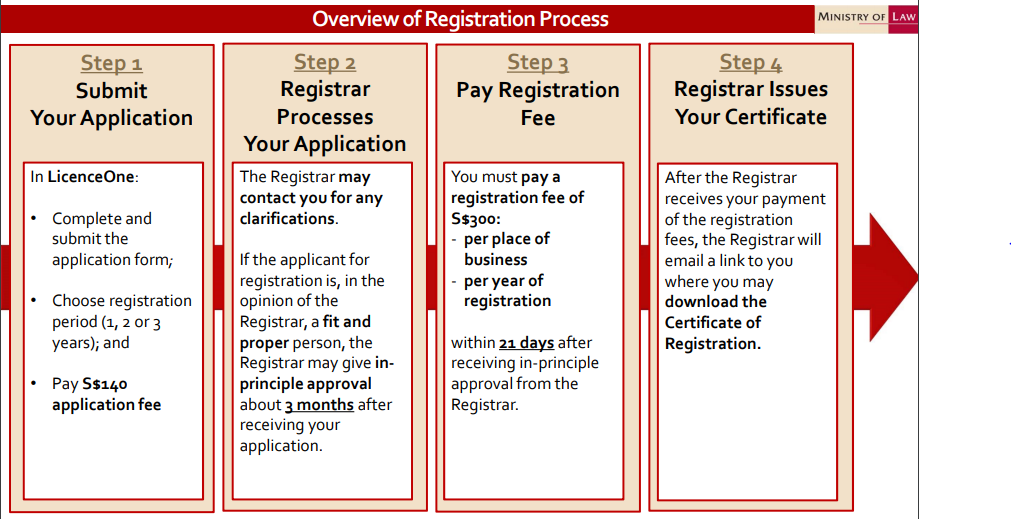 Overview of Registration Process
MINISTRY OF LAW
Step 1
Submit
Your Application
In LicenceOne:
• Complete and
submit the
application form;
• Choose registration
period (1, 2 or 3
years); and
• Pay S$140
application fee
Step 2
Registrar
Processes
Your Application
The Registrar may
contact you for any
clarifications.
If the applicant for
registration is, in the
opinion of the
Registrar, a fit and
proper person, the
Registrar may give in-
principle approval
about 3 months after
receiving your
application.
Step 3
Pay Registration
Fee
You must pay a
registration fee of
S$300:
- per place of
business
- per year of
registration
within 21 days after
receiving in-principle
approval from the
Registrar.
Step 4
Registrar Issues
Your Certificate
After the Registrar
receives your payment
of the registration
fees, the Registrar will
email a link to you
where you may
download the
Certificate of
Registration.